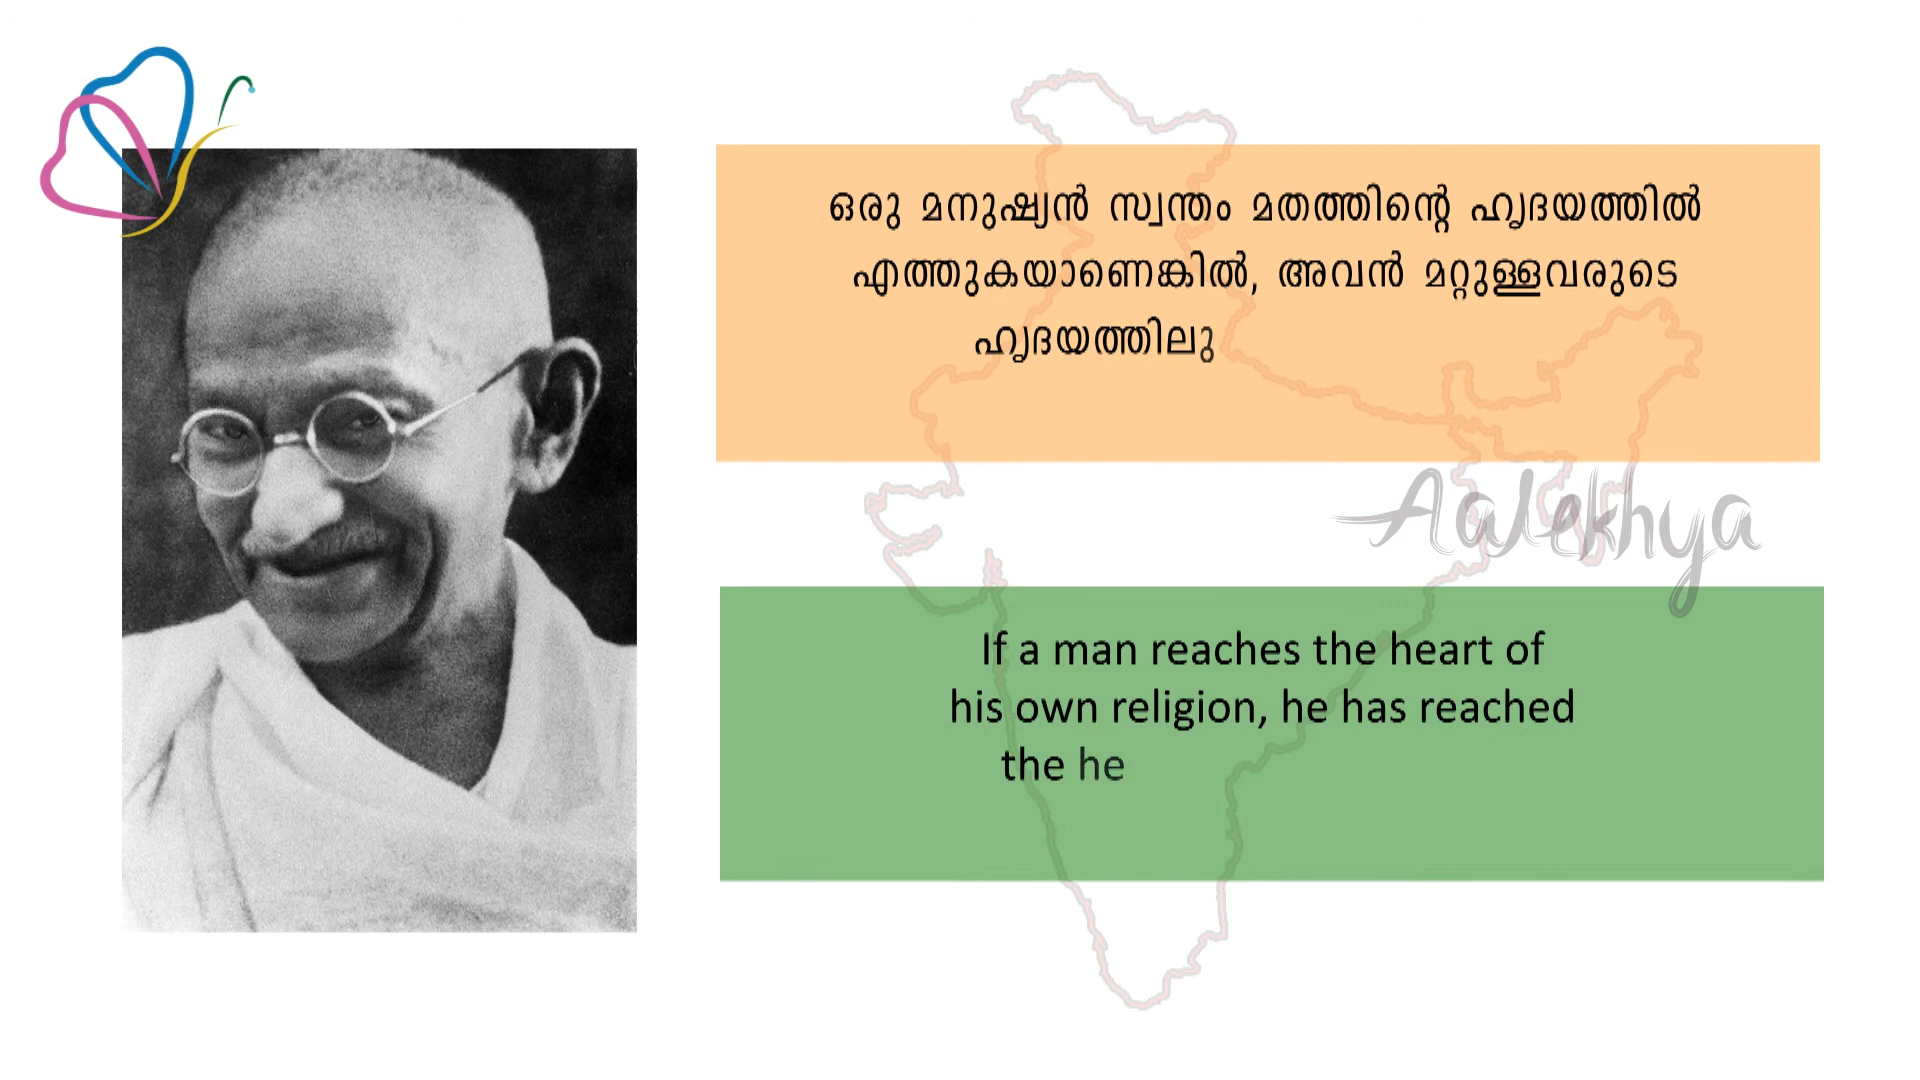 ഒരു മനുഷ്യൻ സ്വന്തം മതത്തിന്റെ ഹൃദയത്തിൽ
എത്തുകയാണെങ്കിൽ, അവൻ മറ്റുള്ളവരുടെ
ഹൃദയത്തിലു
Aalekhya
If a man reaches the heart of
his own religion, he has reached
the he